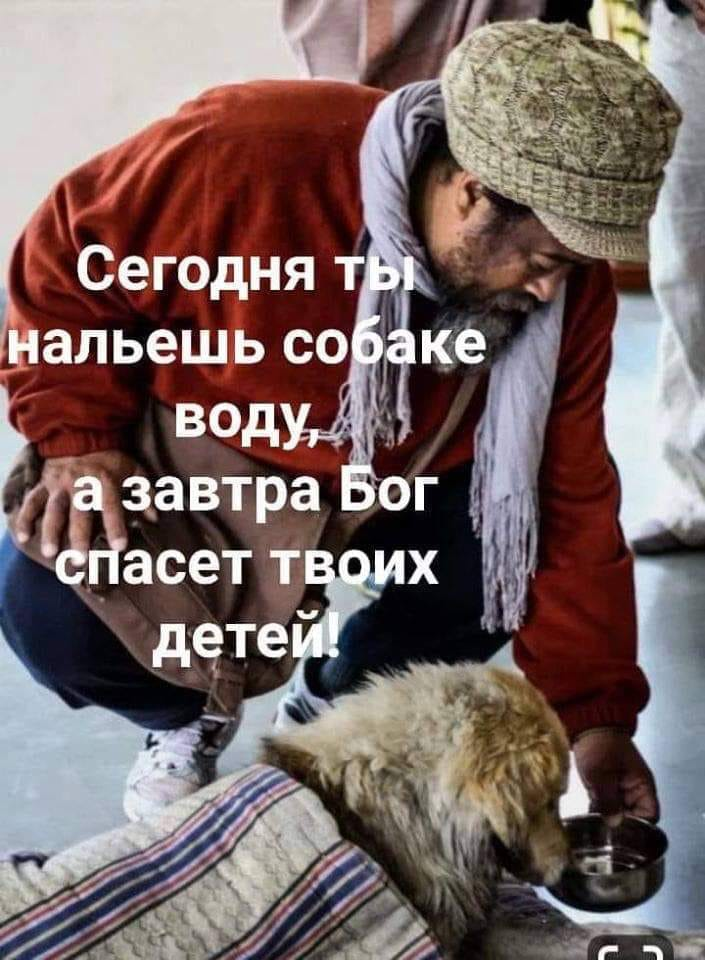 Сегодня ты
нальешь собаке
воду,
а завтра Бог
спасет твоих
детей!